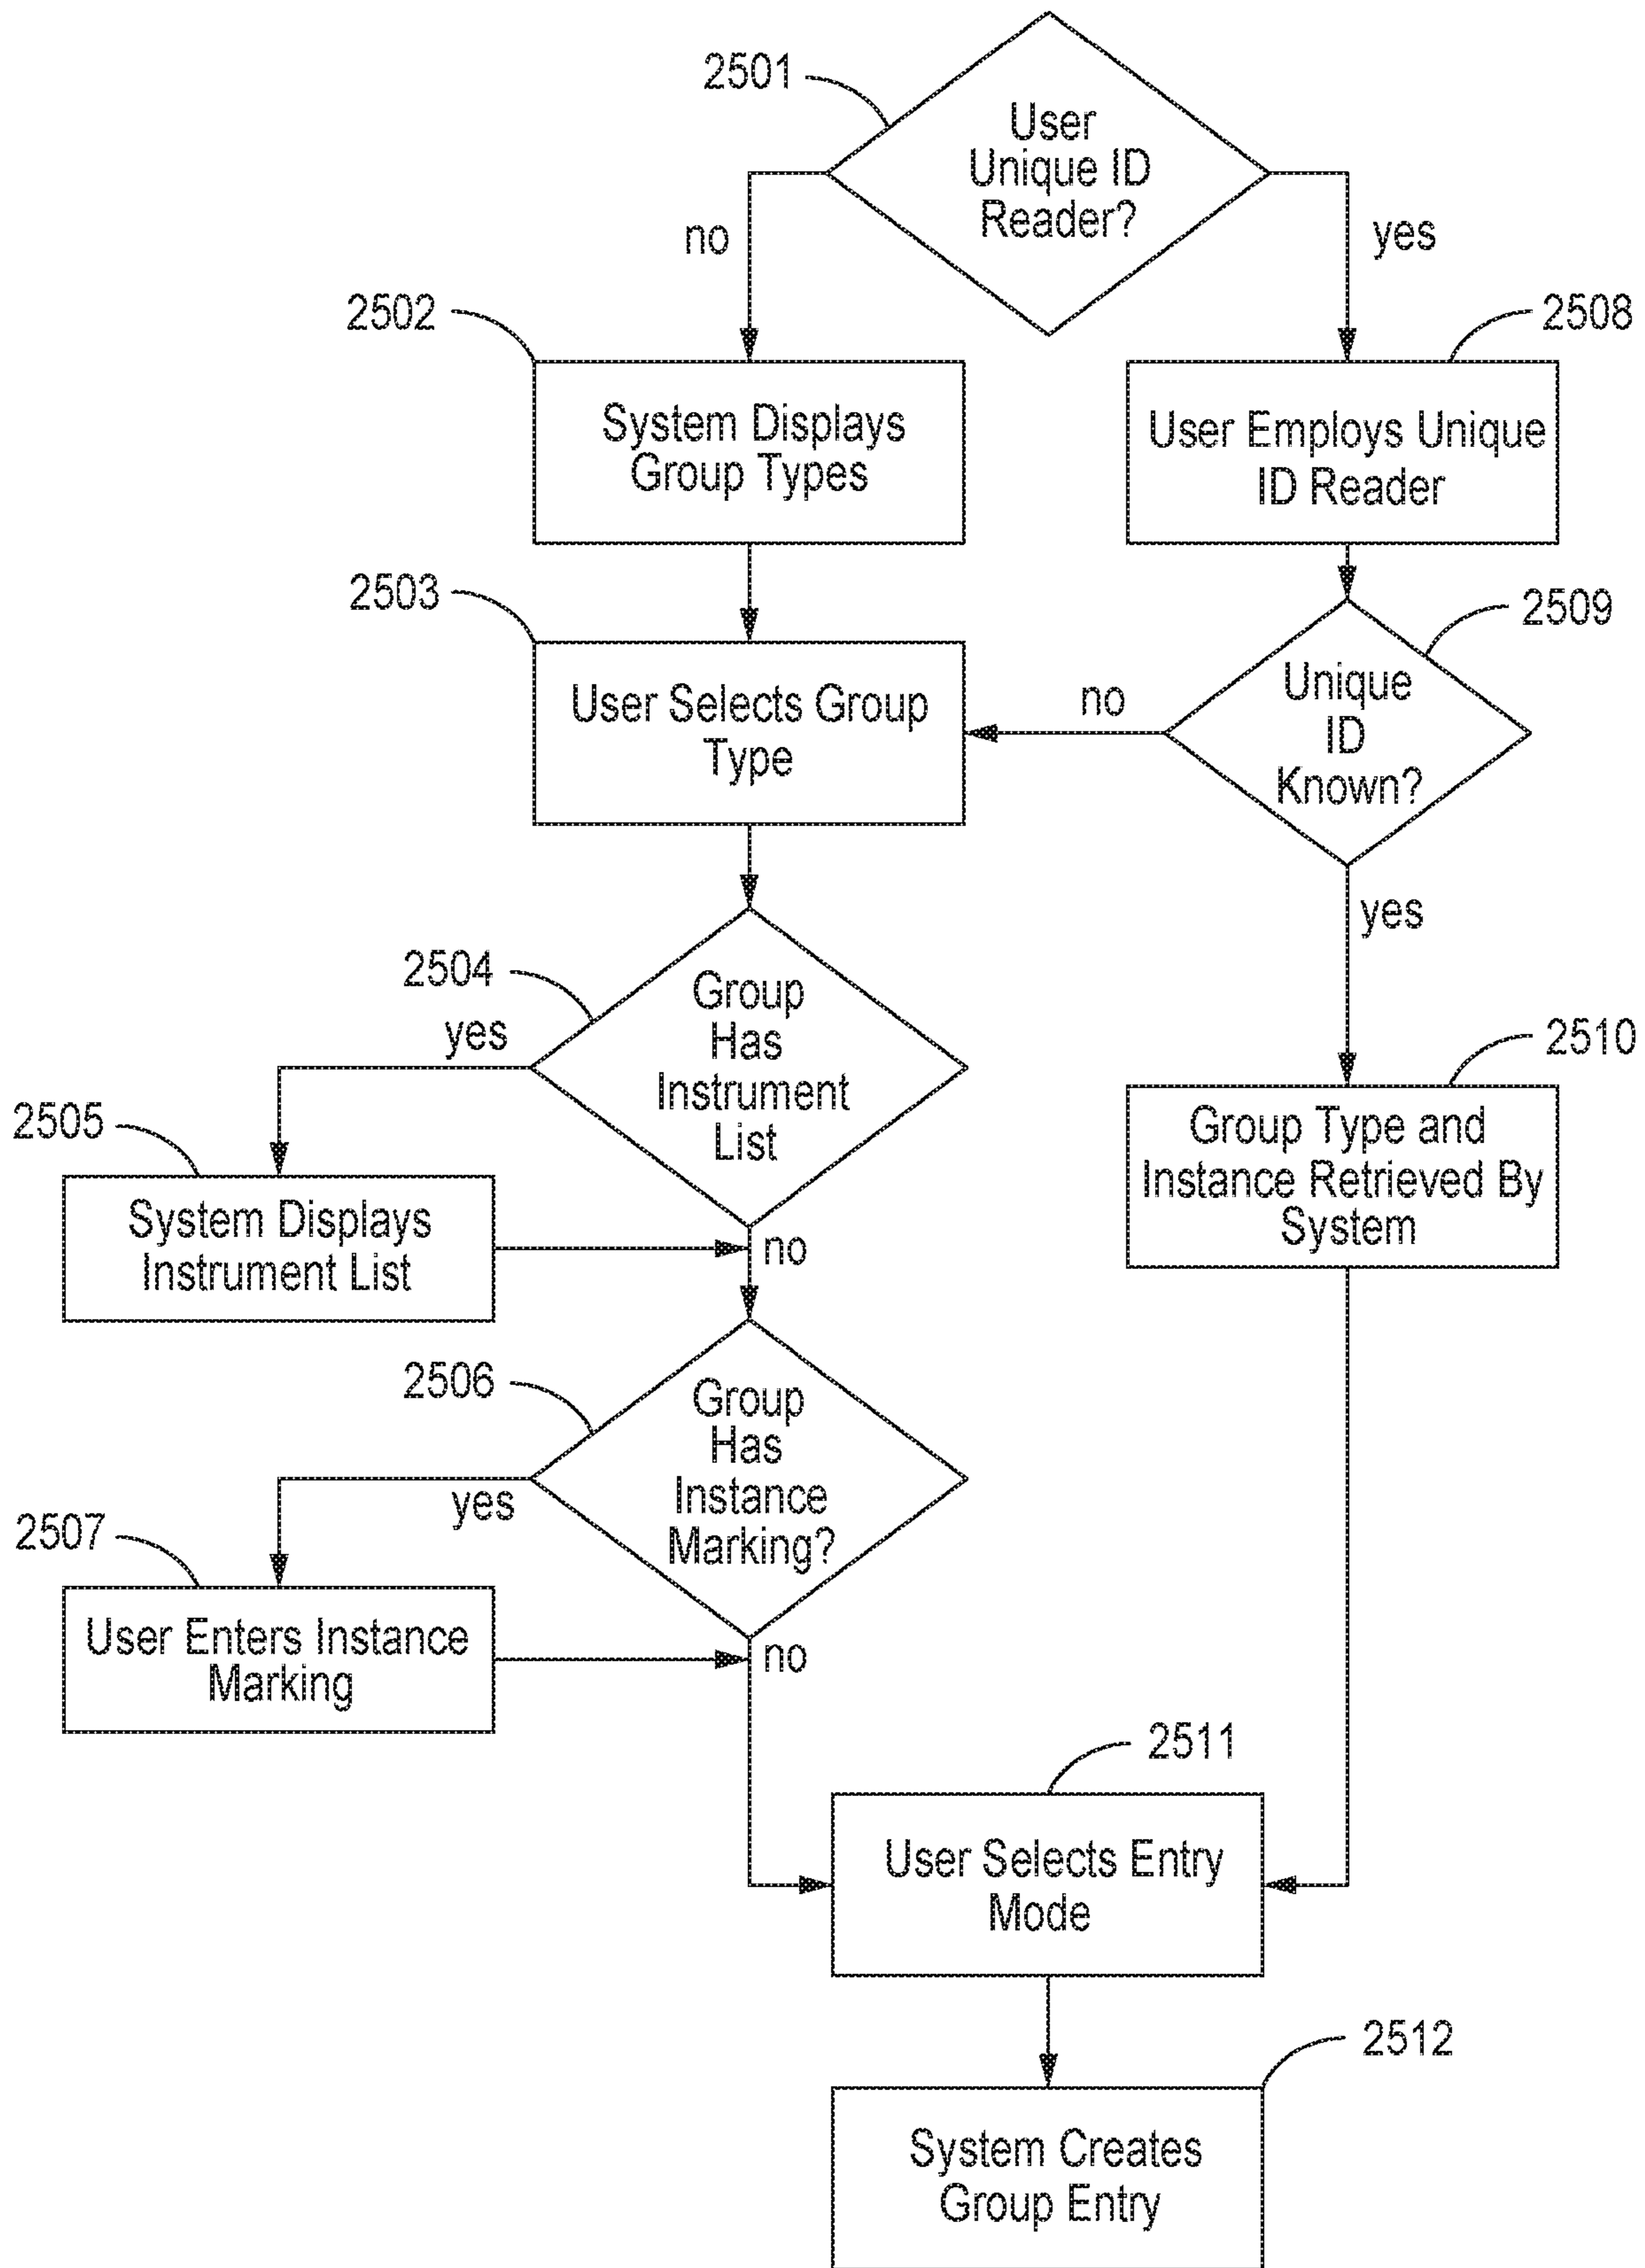 2501
User
Unique ID
Reader?
no
yes
2502
2508
System Displays
Group Types
User Employs Unique
ID Reader
2503
2509
User Selects Group
Type
no
Unique
ID
Known?
yes
2504
Group
Has
Instrument
List
yes
2510
2505
Group Type and
Instance Retrieved By
System
System Displays
Instrument List
no
2506
Group
Has
Instance
Marking?
yes
2507
User Enters Instance
Marking
no
2511
User Selects Entry
Mode
2512
System Creates
Group Entry